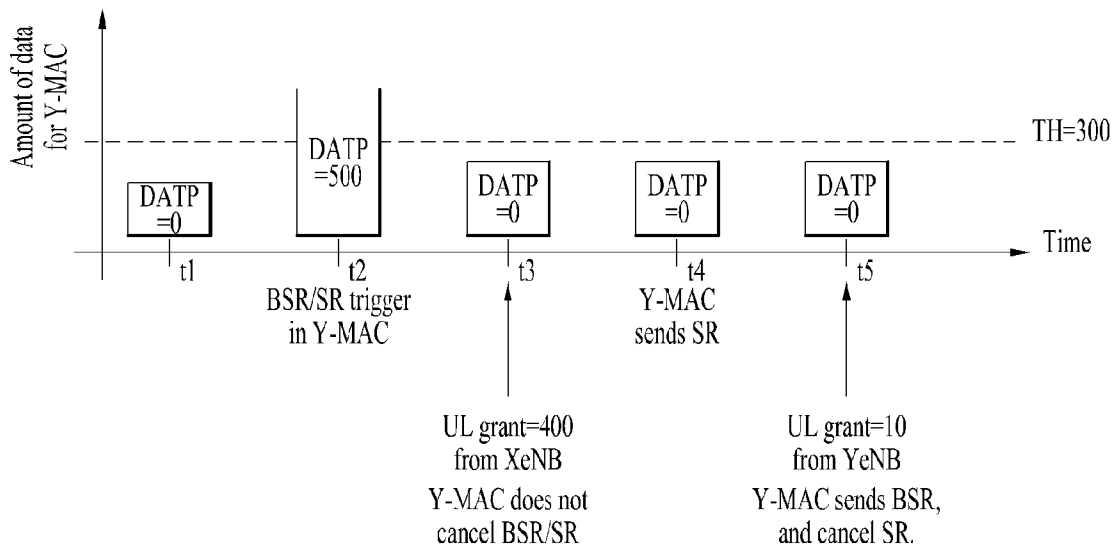 Amount of data
for Y-MAC
TH=300
DATP
=0
DATP
=500
DATP
=0
DATP
=0
DATP
=0
Time
t1
t2
t3
t4
t5
BSR/SR trigger
in Y-MAC
Y-MAC
sends SR
UL grant=400
from XeNB
Y-MAC does not
cancel BSR/SR
UL grant=10
from YeNB
Y-MAC sends BSR,
and cancel SR.